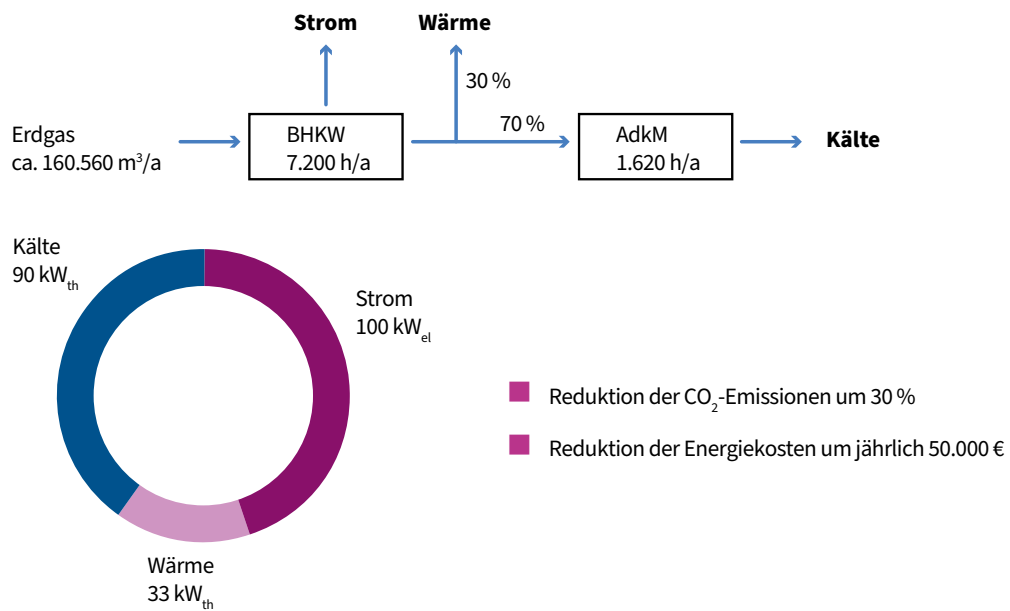 Strom
Wärme
30 %
70 %
Erdgas
ca. 160.560 m³/a
BHKW
7.200 h/a
AdkM
1.620 h/a
Kälte
Kälte
90 kWth
Strom
100 kWel
Wärme
33 kWth
Reduktion der CO₂-Emissionen um 30 %
Reduktion der Energiekosten um jährlich 50.000 €